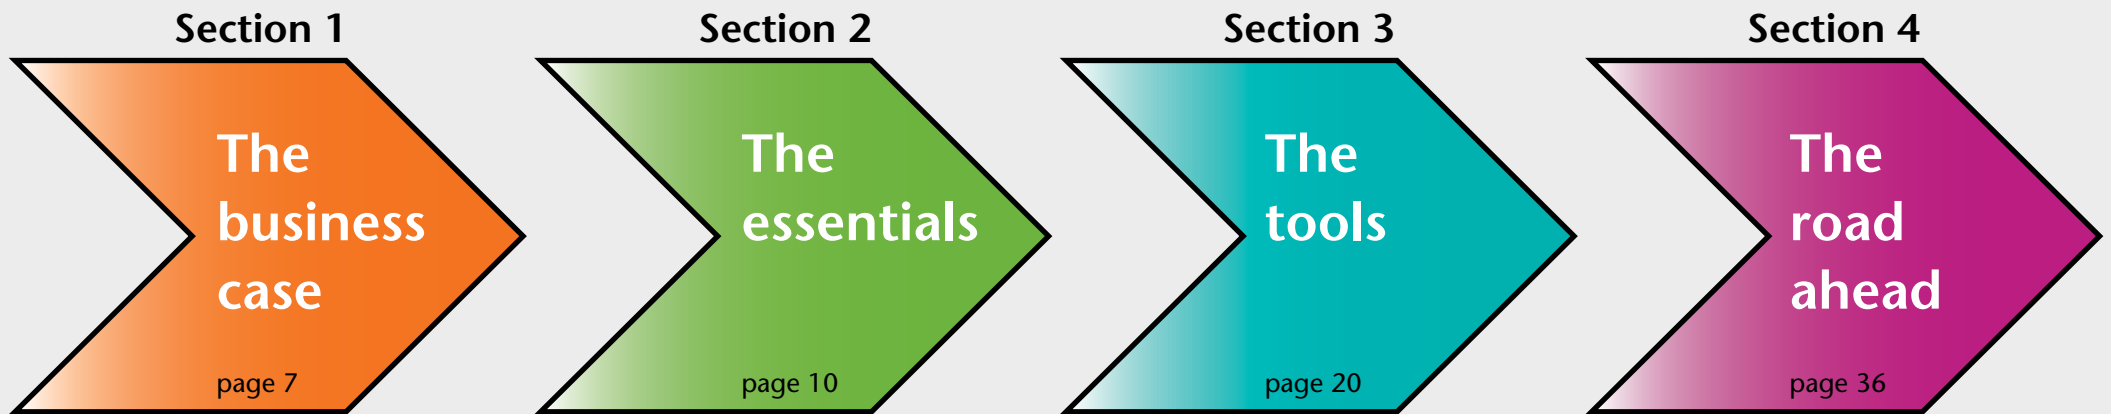 Section 1
The
business
case
page 7
Section 2
The
essentials
page 10
Section 3
The
tools
page 20
Section 4
The
road
ahead
page 36